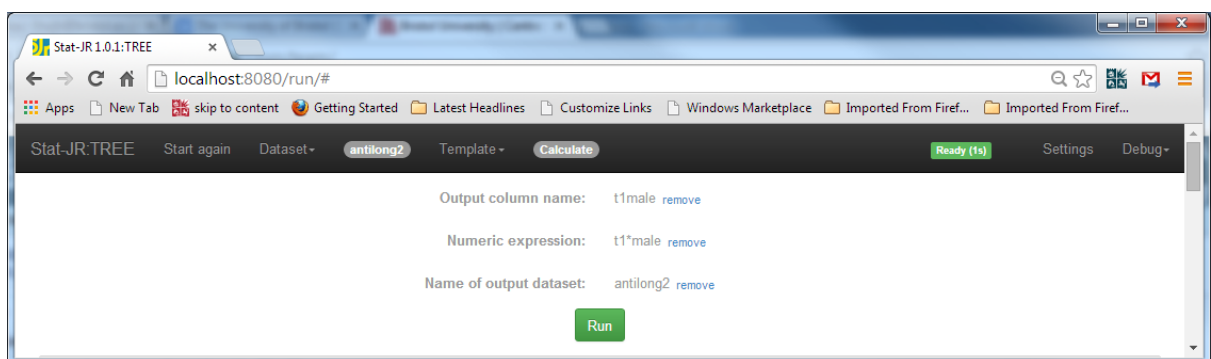 Stat-JR 1.0.1:TREE
localhost:8080/run/#
Apps New Tab skip to content Getting Started Latest Headlines Customize Links Windows Marketplace Imported From Firef... Imported From Firef...
Stat-JR:TREE Start again Dataset antilong2 Template Calculate Ready (1s) Settings Debug
Output column name: t1male remove
Numeric expression: t1*male remove
Name of output dataset: antilong2 remove
Run